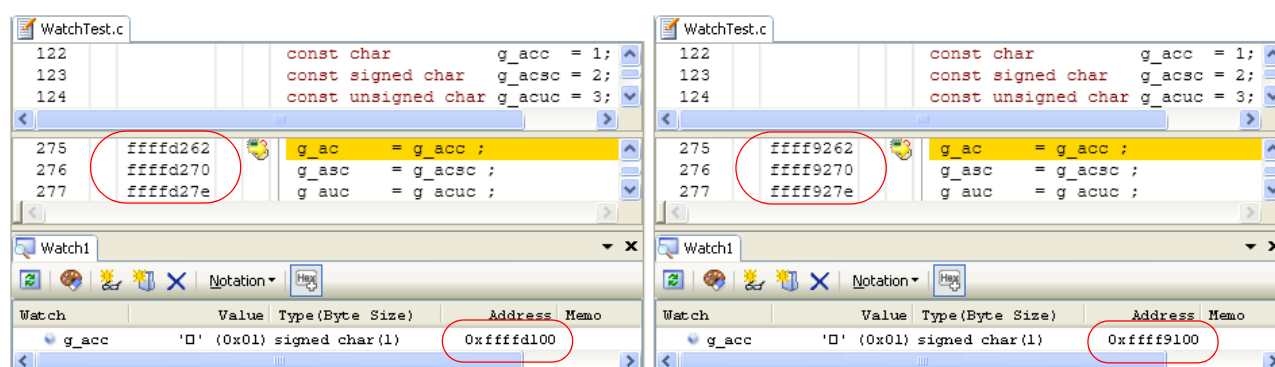 WatchTest.c
122 const char g_acc = 1;
123 const signed char g_acsc = 2;
124 const unsigned char g_acuc = 3;
275 ffffd262 g_ac = g_acc ;
276 ffffd270 g_asc = g_acsc ;
277 ffffd27e g_auc = g_acuc ;
Watch1
Notation Hex
Watch Value Type(Byte Size) Address Memo
g_acc '□' (0x01) signed char(1) 0xffffd100
WatchTest.c
122 const char g_acc = 1;
123 const signed char g_acsc = 2;
124 const unsigned char g_acuc = 3;
275 ffff9262 g_ac = g_acc ;
276 ffff9270 g_asc = g_acsc ;
277 ffff927e g_auc = g_acuc ;
Watch1
Notation Hex
Watch Value Type(Byte Size) Address Memo
g_acc '□' (0x01) signed char(1) 0xffff9100